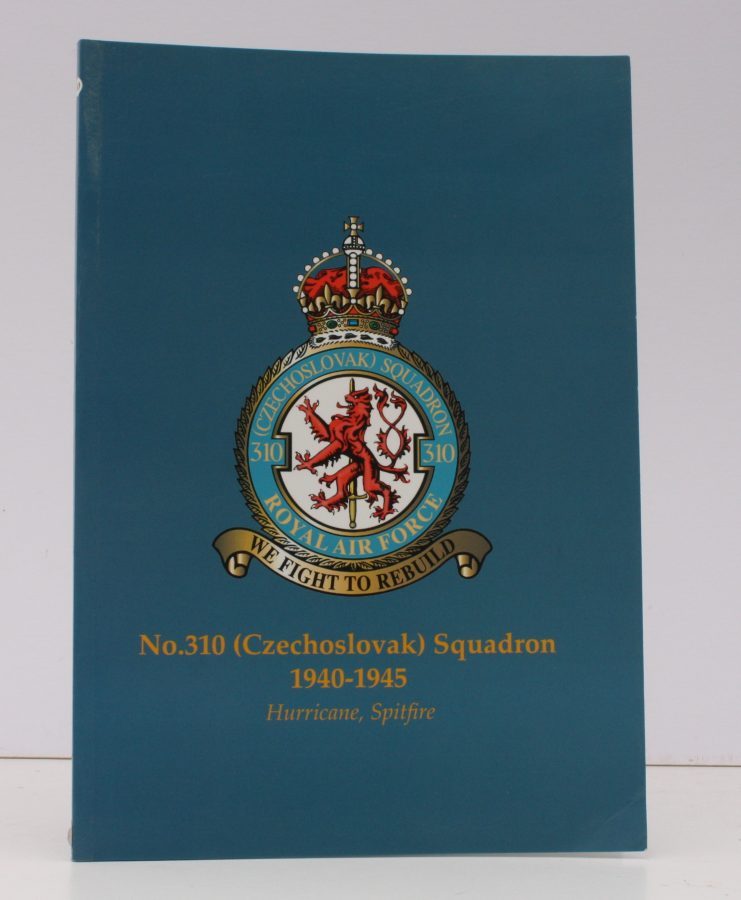 (CZECHOSLOVAK) SQUADRON
310 310
ROYAL AIR FORCE
WE FIGHT TO REBUILD
No.310 (Czechoslovak) Squadron
1940-1945
Hurricane, Spitfire